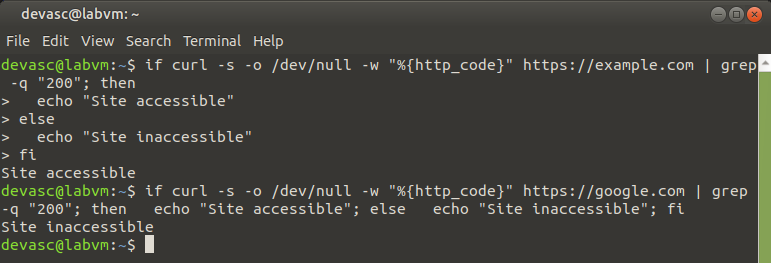 devasc@labvm: ~
File Edit View Search Terminal Help
devasc@labvm:~$ if curl -s -o /dev/null -w "%{http_code}" https://example.com | grep
 -q "200"; then
>   echo "Site accessible"
> else
>   echo "Site inaccessible"
> fi
Site accessible
devasc@labvm:~$ if curl -s -o /dev/null -w "%{http_code}" https://google.com | grep
-q "200"; then   echo "Site accessible"; else   echo "Site inaccessible"; fi
Site inaccessible
devasc@labvm:~$